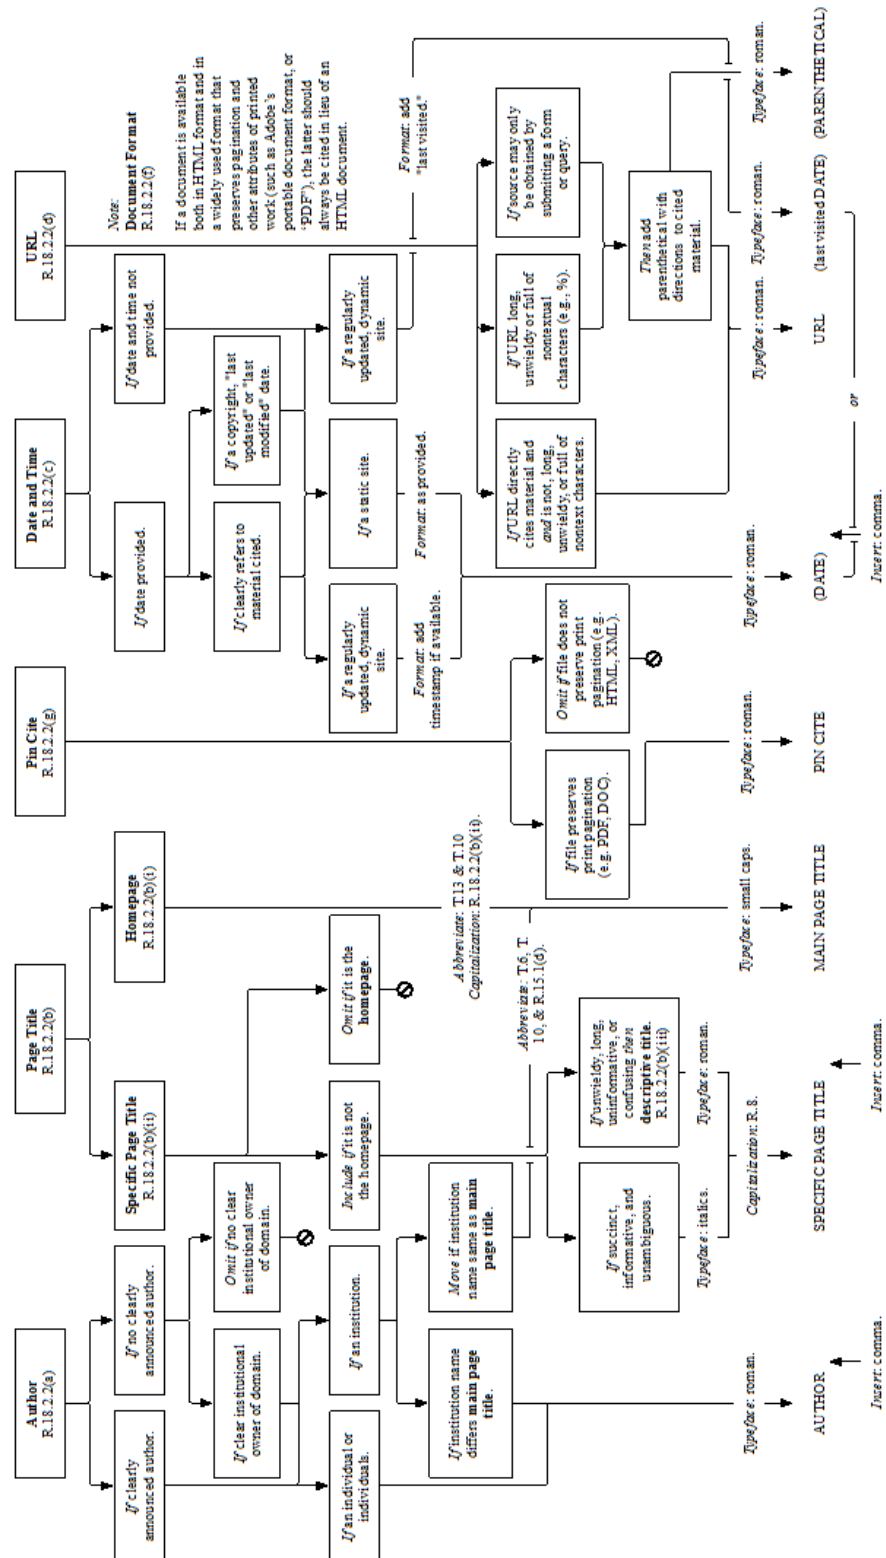 Author
R.18.2.2(a)
If clearly
announced author.
If no clearly
announced author.
If clear institutional
owner of domain.
Omit if no clear
institutional owner
of domain.
If an individual or
individuals.
If an institution.
If institution name
differs main page
title.
Move if institution
name same as main
page title.
Abbreviate: T.6, T.
10, & R.15.1(d).
Typeface: roman.
AUTHOR
Insert: comma.
Page Title
R.18.2.2(b)
Specific Page Title
R.18.2.2(b)(ii)
Homepage
R.18.2.2(b)(i)
Include if it is not
the homepage.
Omit if it is the
homepage.
If succinct,
informative, and
unambiguous.
If unwieldy, long,
uninformative, or
confusing then
descriptive title.
R.18.2.2(b)(iii)
Typeface: italics.
Typeface: roman.
Capitalization: R.8.
SPECIFIC PAGE TITLE
Insert: comma.
Abbreviate: T.13 & T.10
Capitalization: R.18.2.2(b)(ii).
Typeface: small caps.
MAIN PAGE TITLE
Pin Cite
R.18.2.2(g)
If file preserves
print pagination
(e.g. PDF, DOC).
Omit if file does not
preserve print
pagination (e.g.
HTML, XML).
Typeface: roman.
PIN CITE
Date and Time
R.18.2.2(c)
If date provided.
If date and time not
provided.
If clearly refers to
material cited.
If a copyright, "last
updated" or "last
modified" date.
If a regularly
updated, dynamic
site.
If a static site.
If a regularly
updated, dynamic
site.
Format: add
timestamp if available.
Format: as provided.
Format: add
"last visited."
Typeface: roman.
(DATE)
or
Insert: comma.
URL
R.18.2.2(d)
Note:
Document Format
R.18.2.2(f)
If a document is available
both in HTML format and in
a widely used format that
preserves pagination and
other attributes of printed
work (such as Adobe's
portable document format, or
"PDF"), the latter should
always be cited in lieu of an
HTML document.
If URL directly
cites material and
and is not, long,
unwieldy, or full of
nontext characters.
If URL long,
unwieldy or full of
nontextual
characters (e.g., %).
If source may only
be obtained by
submitting a form
or query.
Then add
parenthetical with
directions to cited
material.
Typeface: roman.
Typeface: roman.
Typeface: roman.
URL
(last visited DATE)
(PARENTHETICAL)